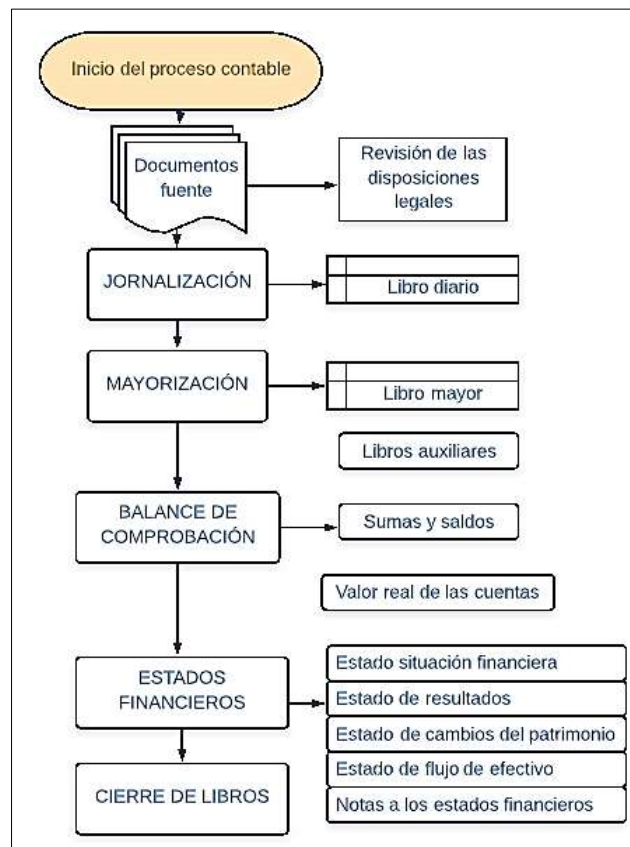 Inicio del proceso contable
Documentos
fuente
Revisión de las
disposiciones
legales
JORNALIZACIÓN
Libro diario
MAYORIZACIÓN
Libro mayor
Libros auxiliares
BALANCE DE
COMPROBACIÓN
Sumas y saldos
Valor real de las cuentas
ESTADOS
FINANCIEROS
Estado situación financiera
Estado de resultados
Estado de cambios del patrimonio
Estado de flujo de efectivo
Notas a los estados financieros
CIERRE DE LIBROS